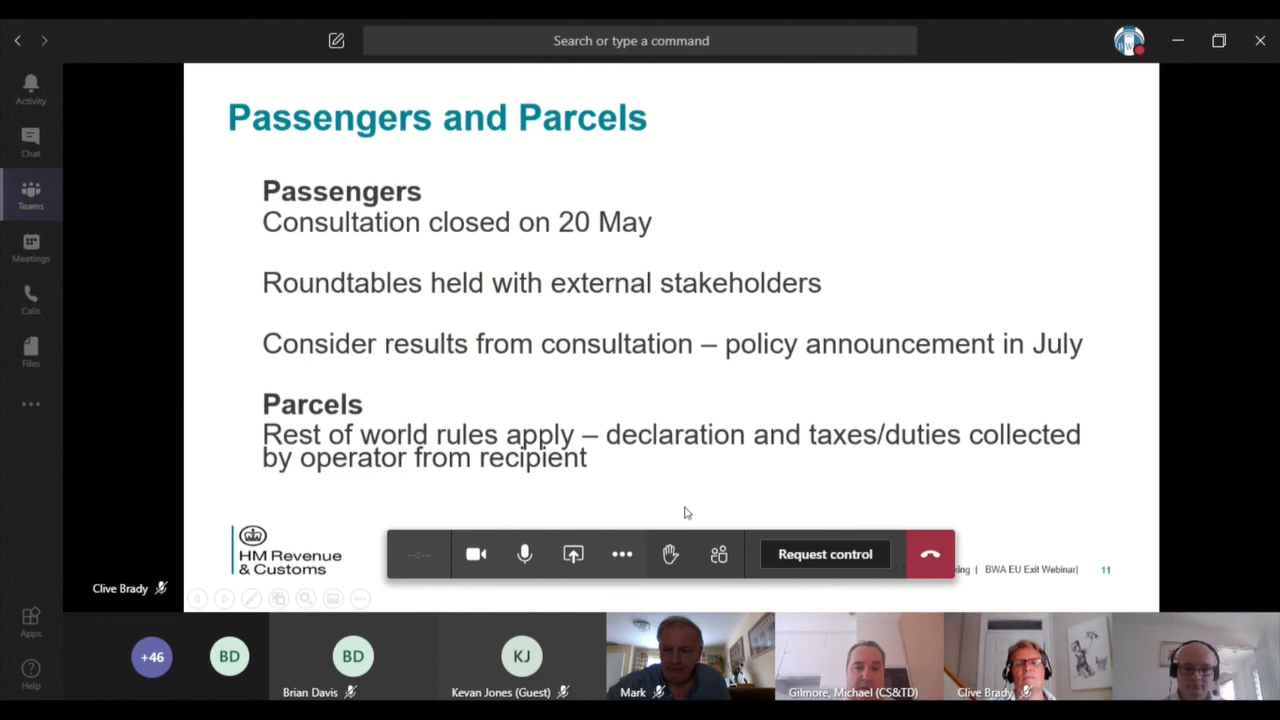 Search or type a command
Activity
Chat
Teams
Meetings
Calls
Files
Apps
Help
Passengers and Parcels
Passengers
Consultation closed on 20 May
Roundtables held with external stakeholders
Consider results from consultation – policy announcement in July
Parcels
Rest of world rules apply – declaration and taxes/duties collected
by operator from recipient
HM Revenue
& Customs
--:--
Request control
| BWA EU Exit Webinar|
11
Clive Brady
+46
BD
BD
Brian Davis
KJ
Kevan Jones (Guest)
Mark
Gilmore, Michael (CS&TD)
Clive Brady